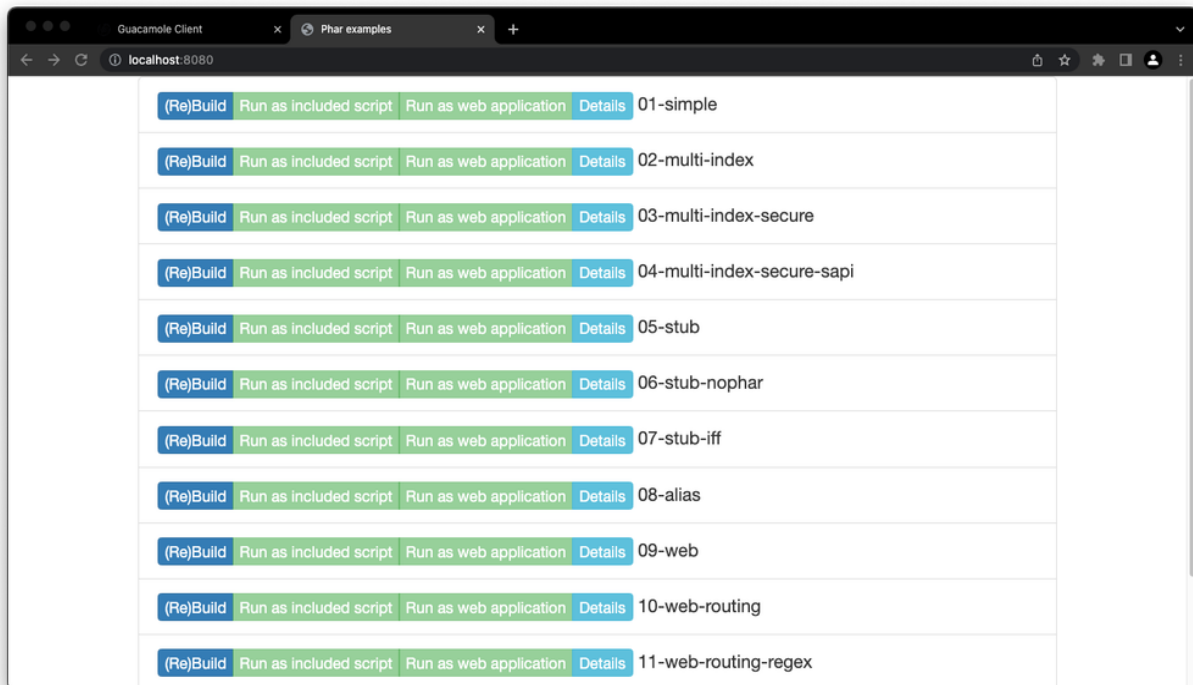 Guacamole Client
Phar examples
localhost:8080
(Re)Build Run as included script Run as web application Details 01-simple
(Re)Build Run as included script Run as web application Details 02-multi-index
(Re)Build Run as included script Run as web application Details 03-multi-index-secure
(Re)Build Run as included script Run as web application Details 04-multi-index-secure-sapi
(Re)Build Run as included script Run as web application Details 05-stub
(Re)Build Run as included script Run as web application Details 06-stub-nophar
(Re)Build Run as included script Run as web application Details 07-stub-iff
(Re)Build Run as included script Run as web application Details 08-alias
(Re)Build Run as included script Run as web application Details 09-web
(Re)Build Run as included script Run as web application Details 10-web-routing
(Re)Build Run as included script Run as web application Details 11-web-routing-regex